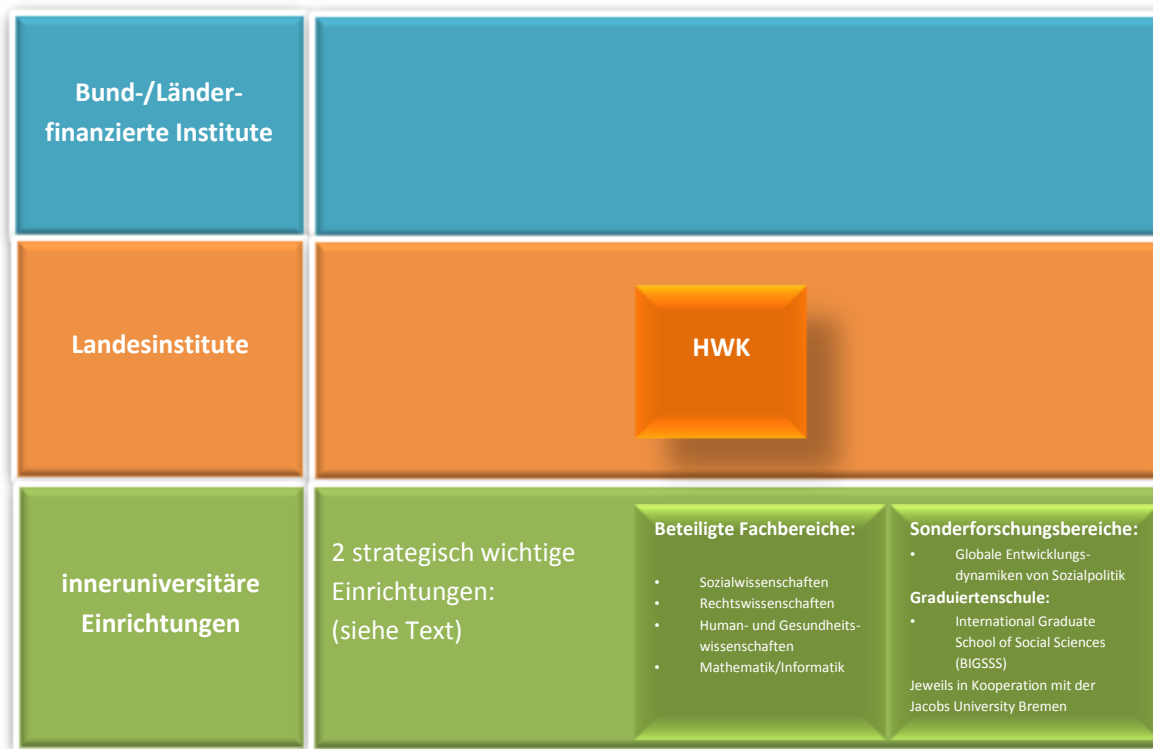 Bund-/Länder-
finanzierte Institute
Landesinstitute
HWK
inneruniversitäre
Einrichtungen
2 strategisch wichtige
Einrichtungen:
(siehe Text)
Beteiligte Fachbereiche:
• Sozialwissenschaften
• Rechtswissenschaften
• Human- und Gesundheits-
wissenschaften
• Mathematik/Informatik
Sonderforschungsbereiche:
• Globale Entwicklungs-
dynamiken von Sozialpolitik
Graduiertenschule:
• International Graduate
School of Social Sciences
(BIGSSS)
Jeweils in Kooperation mit der
Jacobs University Bremen